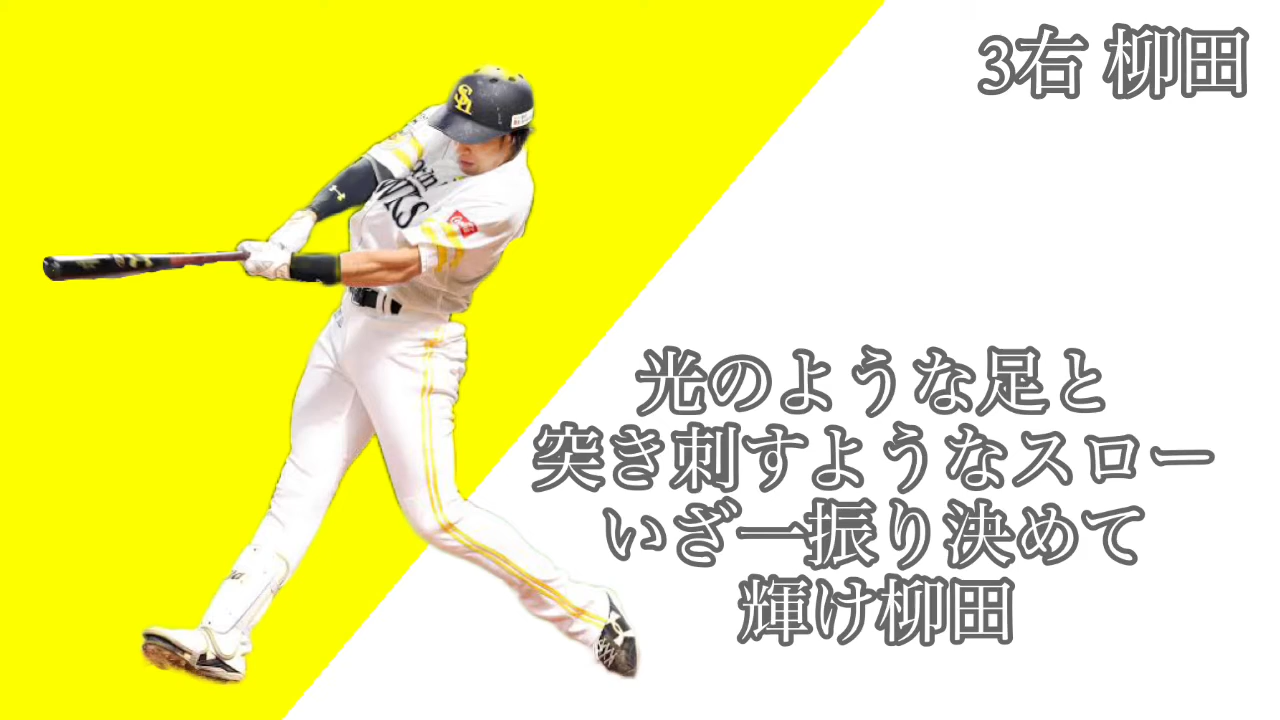 3右 柳田
光のような足と
突き刺すようなスロー
いざ一振り決めて
輝け柳田